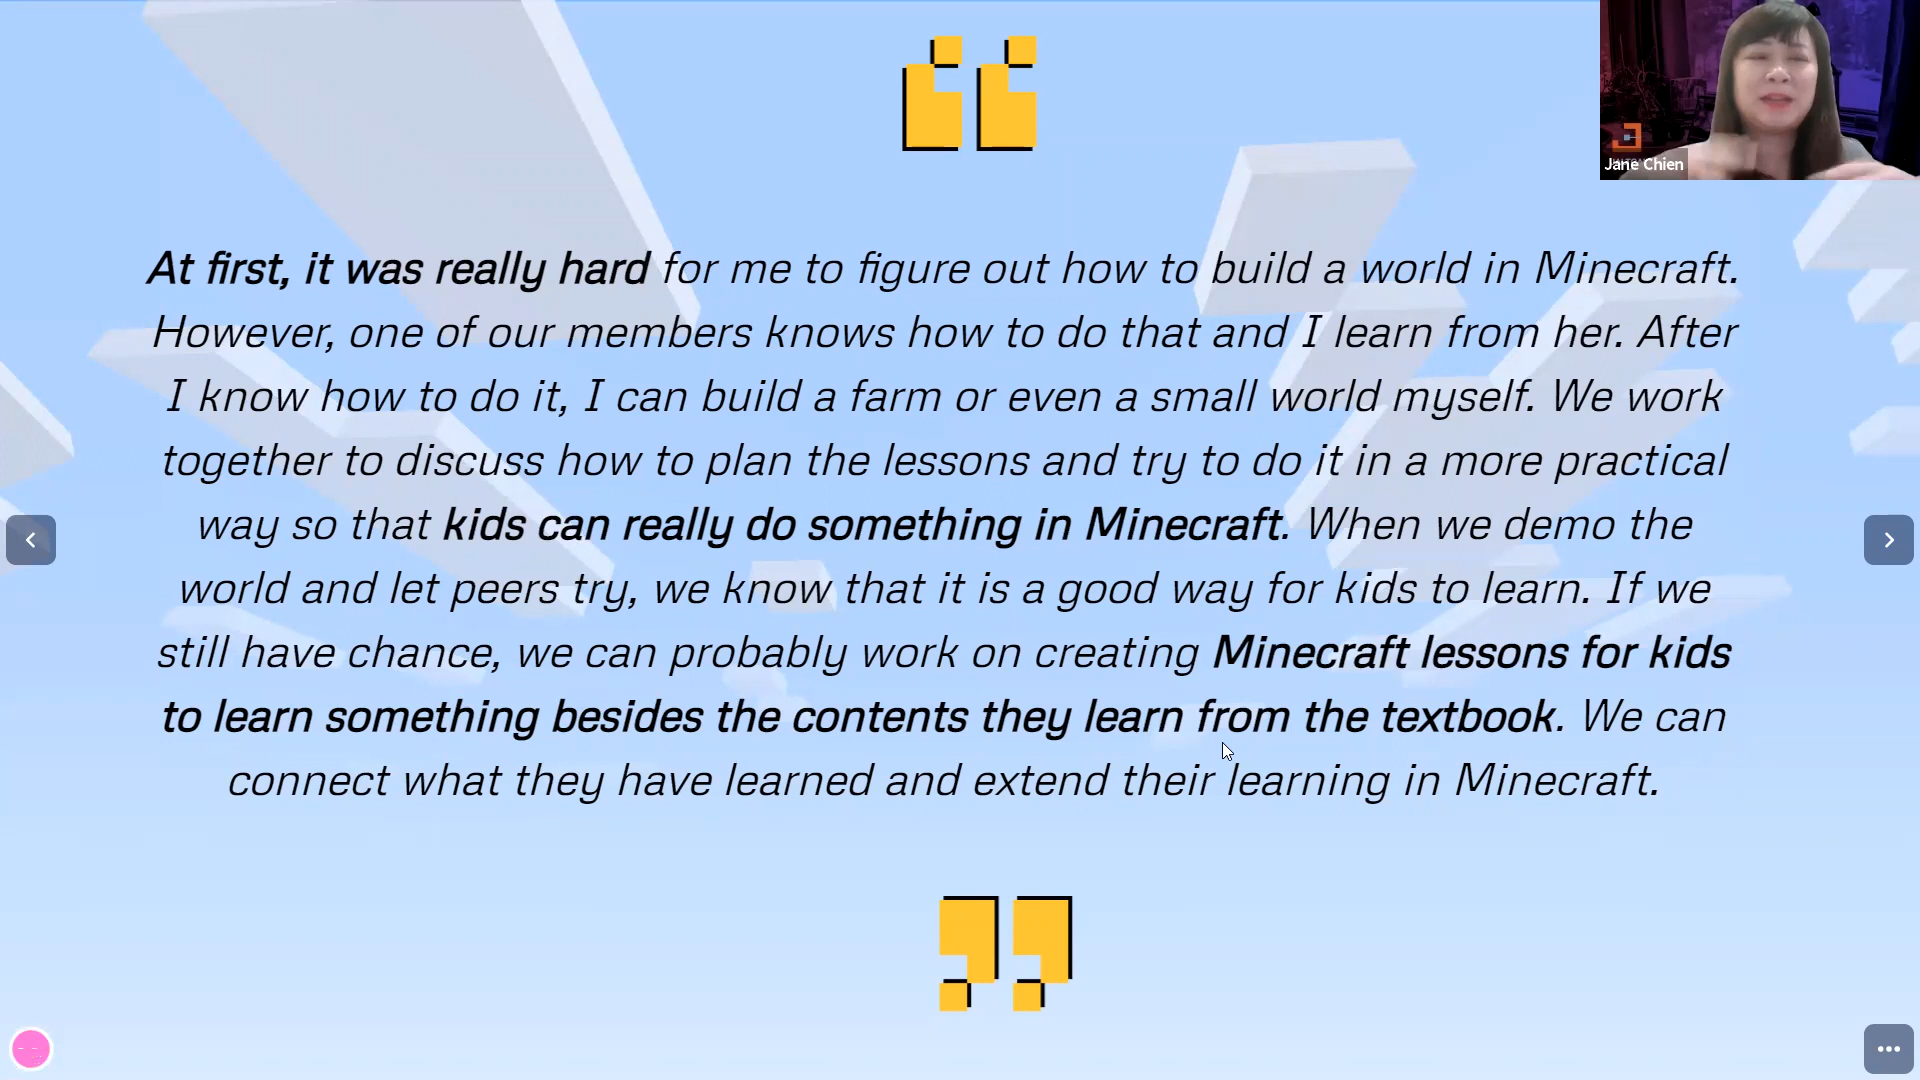 Jane Chien
At first, it was really hard for me to figure out how to build a world in Minecraft.
However, one of our members knows how to do that and I learn from her. After
I know how to do it, I can build a farm or even a small world myself. We work
together to discuss how to plan the lessons and try to do it in a more practical
way so that kids can really do something in Minecraft. When we demo the
world and let peers try, we know that it is a good way for kids to learn. If we
still have chance, we can probably work on creating Minecraft lessons for kids
to learn something besides the contents they learn from the textbook. We can
connect what they have learned and extend their learning in Minecraft.